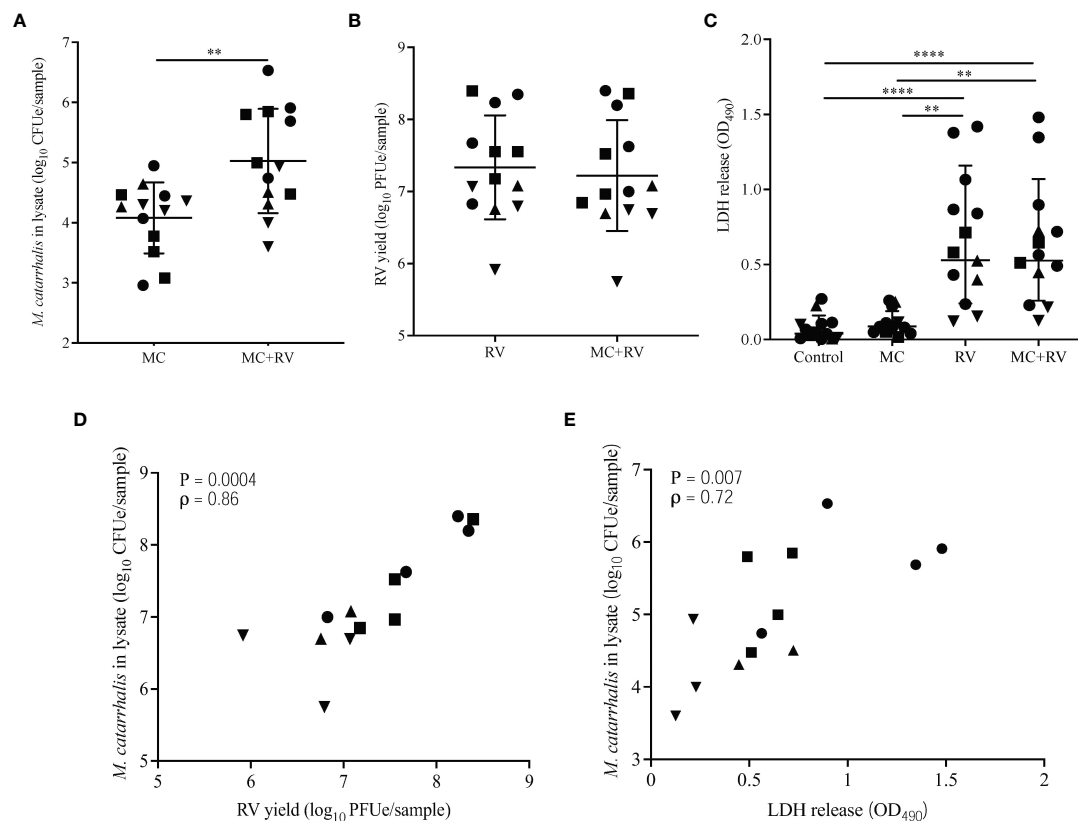 A
M. catarrhalis in lysate (log10 CFUe/sample)
7
6
5
4
3
2
**
MC
MC+RV
B
RV yield (log10 PFUe/sample)
9
8
7
6
5
RV
MC+RV
C
LDH release (OD490)
2.0
1.5
1.0
0.5
0.0
****
**
****
**
Control
MC
RV
MC+RV
D
M. catarrhalis in lysate (log10 CFUe/sample)
9
8
7
6
5
P = 0.0004
ρ = 0.86
5
6
7
8
9
RV yield (log10 PFUe/sample)
E
M. catarrhalis in lysate (log10 CFUe/sample)
7
6
5
4
3
P = 0.007
ρ = 0.72
0
0.5
1
1.5
2
LDH release (OD490)